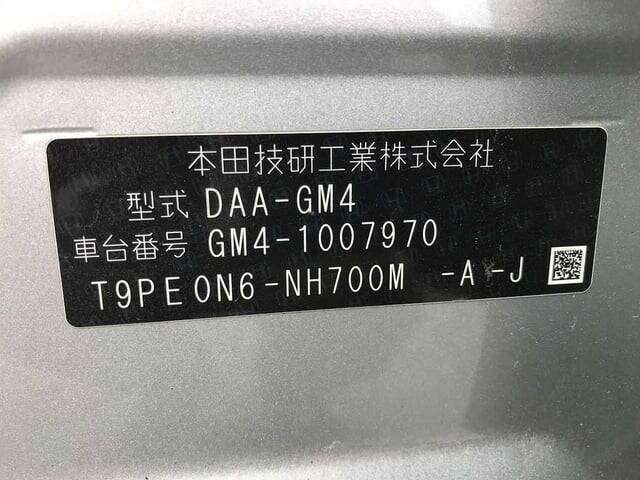 本田技研工業株式会社
型式 DAA-GM4
車台番号 GM4-1007970
T9PE0N6-NH700M -A-J